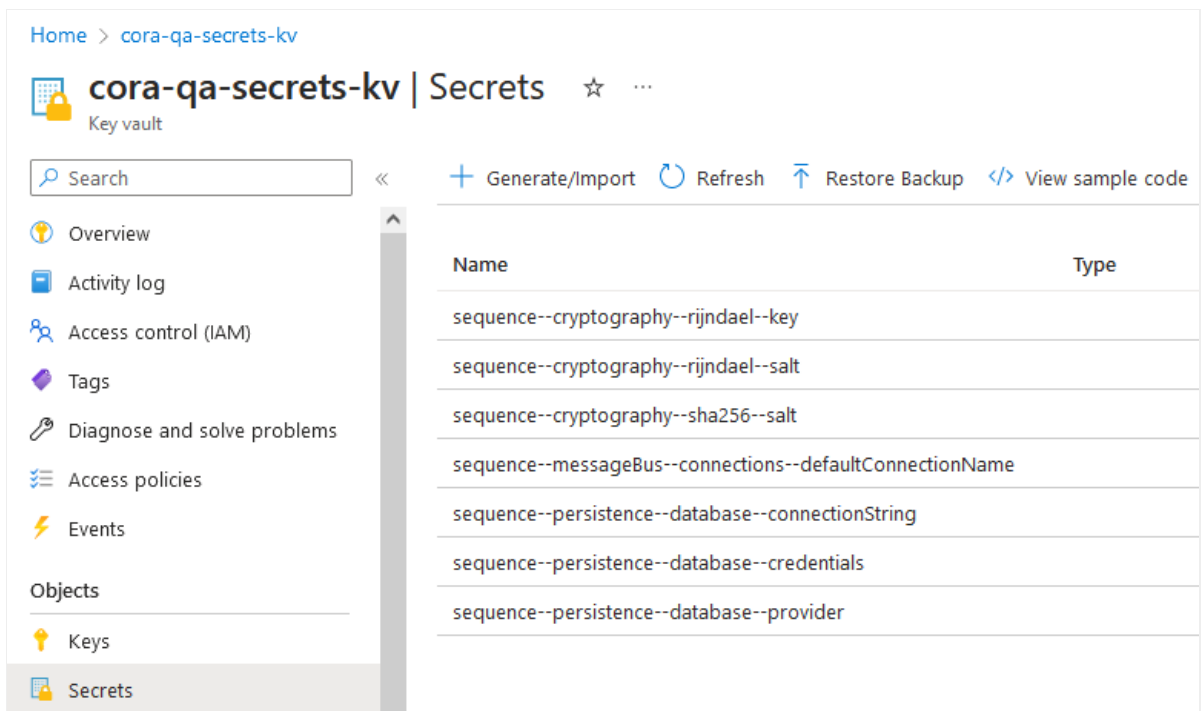 Home > cora-qa-secrets-kv
cora-qa-secrets-kv | Secrets ☆ ...
Key vault
Search «
Generate/Import Refresh Restore Backup View sample code
Overview
Activity log
Access control (IAM)
Tags
Diagnose and solve problems
Access policies
Events
Objects
Keys
Secrets
Name Type
sequence--cryptography--rijndael--key
sequence--cryptography--rijndael--salt
sequence--cryptography--sha256--salt
sequence--messageBus--connections--defaultConnectionName
sequence--persistence--database--connectionString
sequence--persistence--database--credentials
sequence--persistence--database--provider